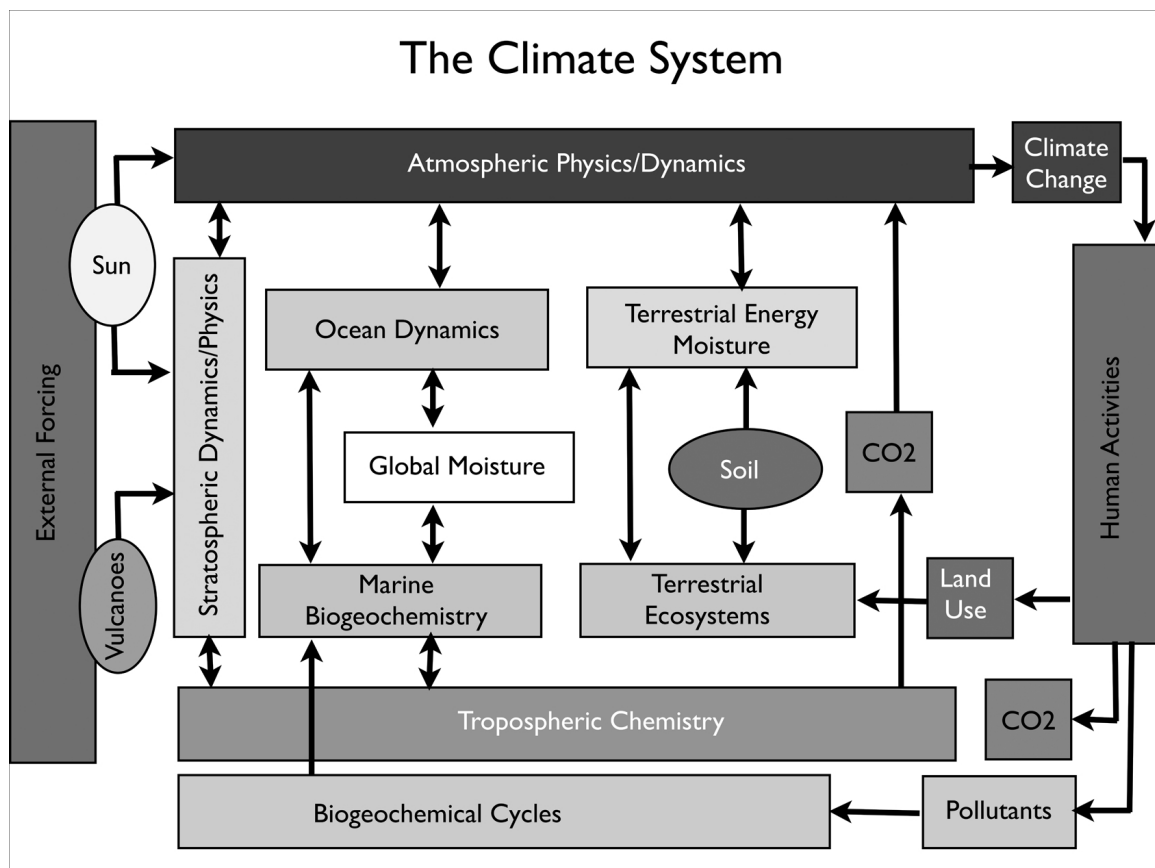 The Climate System
Atmospheric Physics/Dynamics
Climate
Change
Sun
External Forcing
Stratospheric Dynamics/Physics
Ocean Dynamics
Terrestrial Energy
Moisture
Human Activities
Global Moisture
Soil
CO2
Vulcanoes
Marine
Biogeochemistry
Terrestrial
Ecosystems
Land
Use
Tropospheric Chemistry
CO2
Biogeochemical Cycles
Pollutants